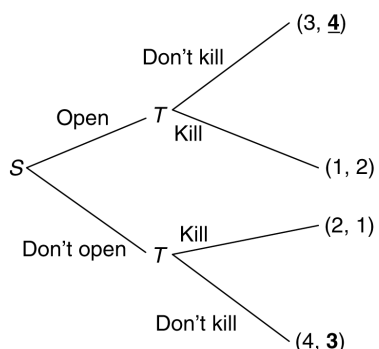 (3, 4)
Don't kill
Open
T
Kill
S
(1, 2)
(2, 1)
Kill
Don't open
T
Don't kill
(4, 3)